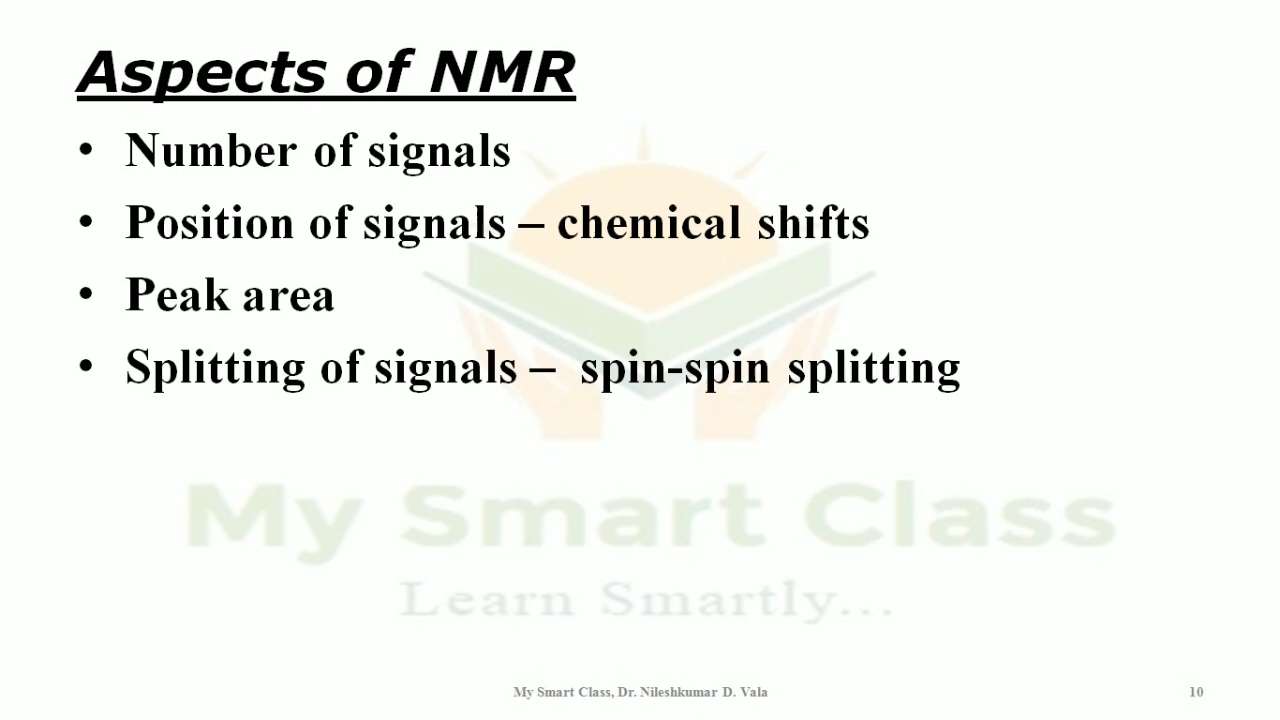 Aspects of NMR
• Number of signals
• Position of signals – chemical shifts
• Peak area
• Splitting of signals – spin-spin splitting
My Smart Class
Learn Smartly...
My Smart Class, Dr. Nileshkumar D. Vala
10